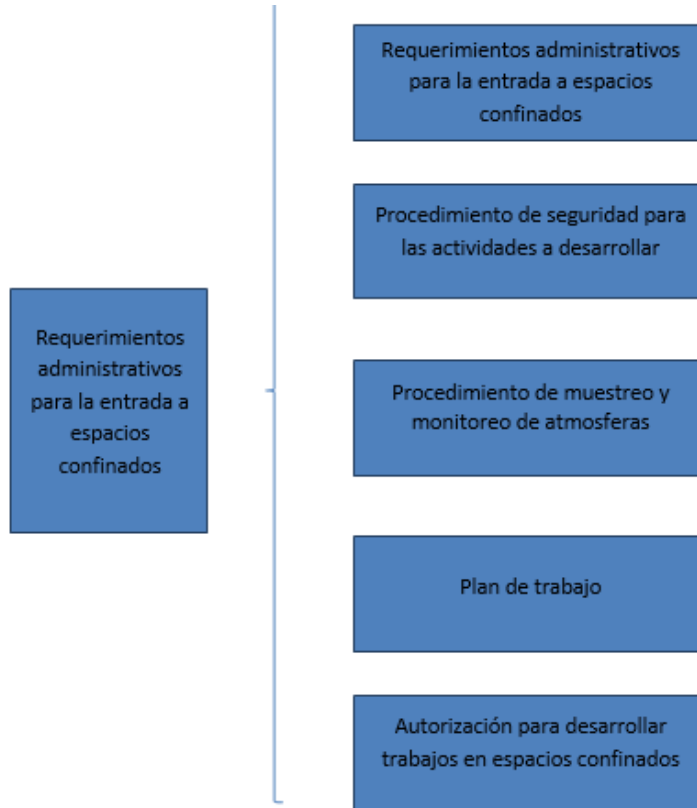 Requerimientos
administrativos
para la entrada a
espacios
confinados
Requerimientos administrativos
para la entrada a espacios
confinados
Procedimiento de seguridad para
las actividades a desarrollar
Procedimiento de muestreo y
monitoreo de atmosferas
Plan de trabajo
Autorización para desarrollar
trabajos en espacios confinados